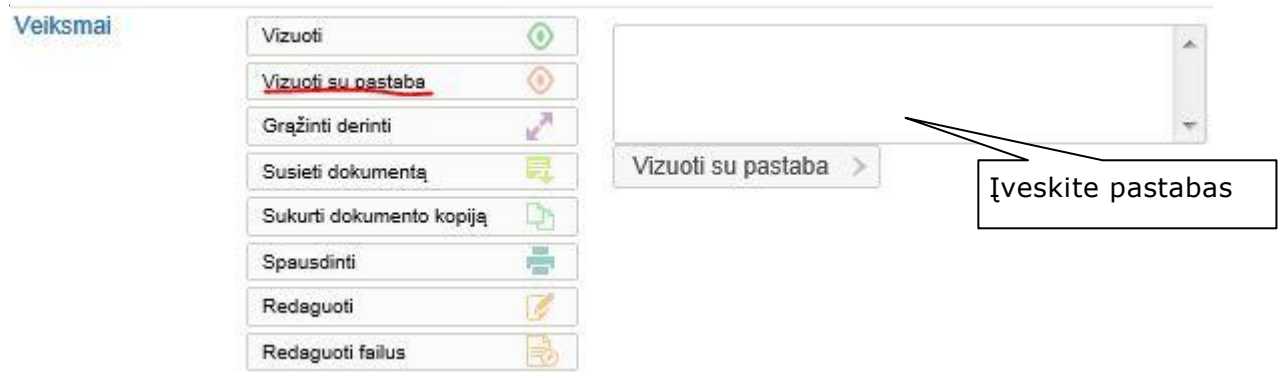 Veiksmai
Vizuoti
Vizuoti su pastaba
Grąžinti derinti
Susieti dokumentą
Sukurti dokumento kopiją
Spausdinti
Redaguoti
Redaguoti failus
Vizuoti su pastaba
Įveskite pastabas